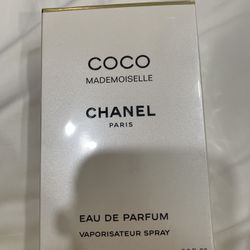 COCO
MADEMOISELLE
CHANEL
PARIS
EAU DE PARFUM
VAPORISATEUR SPRAY